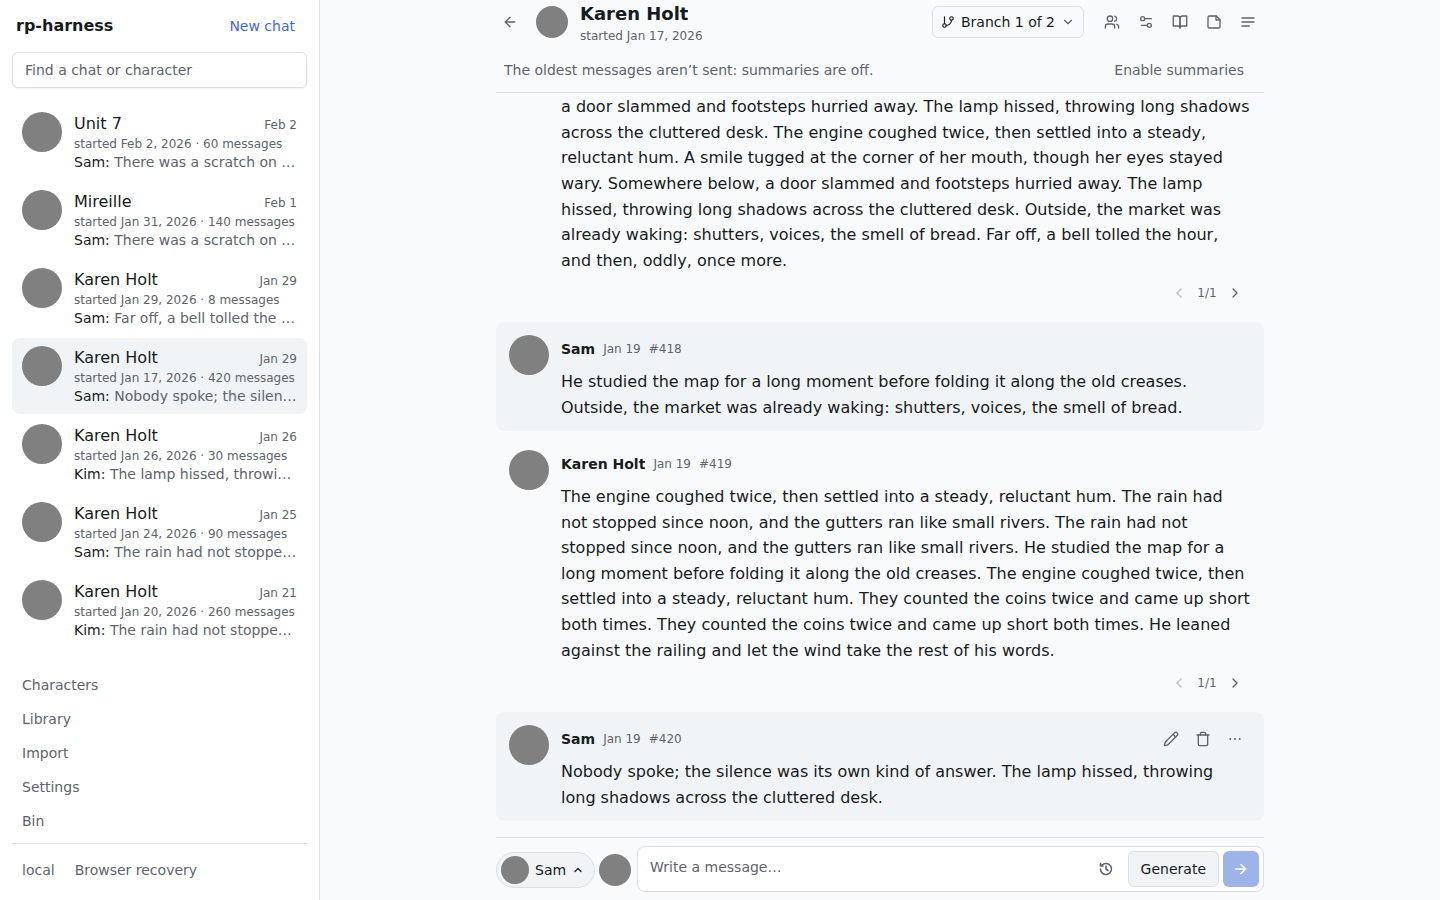 rp-harness
New chat
Find a chat or character
Unit 7
Feb 2
started Feb 2, 2026 · 60 messages
Sam: There was a scratch on …
Mireille
Feb 1
started Jan 31, 2026 · 140 messages
Sam: There was a scratch on …
Karen Holt
Jan 29
started Jan 29, 2026 · 8 messages
Sam: Far off, a bell tolled the …
Karen Holt
Jan 29
started Jan 17, 2026 · 420 messages
Sam: Nobody spoke; the silen…
Karen Holt
Jan 26
started Jan 26, 2026 · 30 messages
Kim: The lamp hissed, throwi…
Karen Holt
Jan 25
started Jan 24, 2026 · 90 messages
Sam: The rain had not stoppe…
Karen Holt
Jan 21
started Jan 20, 2026 · 260 messages
Kim: The rain had not stoppe…
Characters
Library
Import
Settings
Bin
local
Browser recovery
Karen Holt
started Jan 17, 2026
Branch 1 of 2
The oldest messages aren’t sent: summaries are off.
Enable summaries
a door slammed and footsteps hurried away. The lamp hissed, throwing long shadows
across the cluttered desk. The engine coughed twice, then settled into a steady,
reluctant hum. A smile tugged at the corner of her mouth, though her eyes stayed
wary. Somewhere below, a door slammed and footsteps hurried away. The lamp
hissed, throwing long shadows across the cluttered desk. Outside, the market was
already waking: shutters, voices, the smell of bread. Far off, a bell tolled the hour,
and then, oddly, once more.
1/1
Sam Jan 19 #418
He studied the map for a long moment before folding it along the old creases.
Outside, the market was already waking: shutters, voices, the smell of bread.
Karen Holt Jan 19 #419
The engine coughed twice, then settled into a steady, reluctant hum. The rain had
not stopped since noon, and the gutters ran like small rivers. The rain had not
stopped since noon, and the gutters ran like small rivers. He studied the map for a
long moment before folding it along the old creases. The engine coughed twice, then
settled into a steady, reluctant hum. They counted the coins twice and came up short
both times. They counted the coins twice and came up short both times. He leaned
against the railing and let the wind take the rest of his words.
1/1
Sam Jan 19 #420
Nobody spoke; the silence was its own kind of answer. The lamp hissed, throwing
long shadows across the cluttered desk.
Sam
Write a message…
Generate